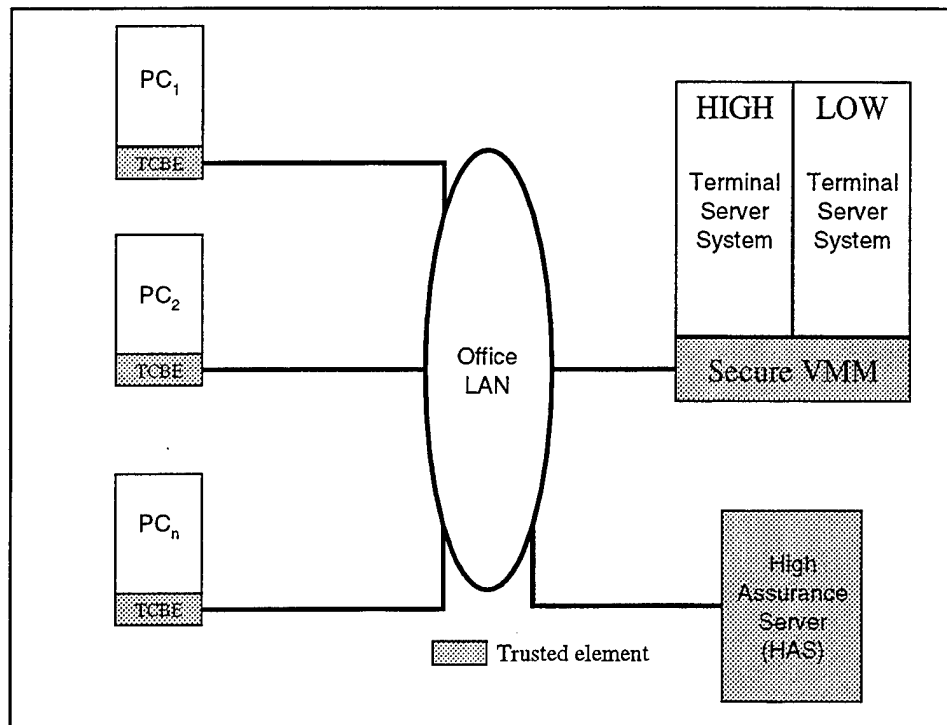 PC1
TCBE
PC2
TCBE
PCn
TCBE
Office
LAN
HIGH
Terminal
Server
System
LOW
Terminal
Server
System
Secure VMM
High
Assurance
Server
(HAS)
Trusted element